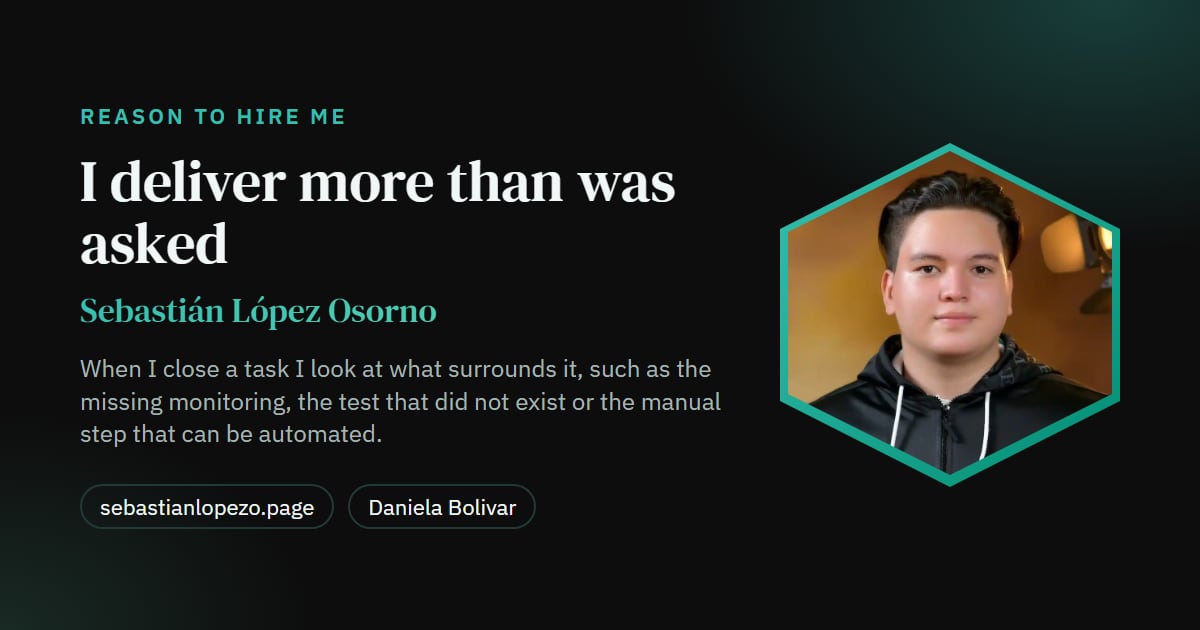 REASON TO HIRE ME
I deliver more than was
asked
Sebastián López Osorno
When I close a task I look at what surrounds it, such as the
missing monitoring, the test that did not exist or the manual
step that can be automated.
sebastianlopezo.page
Daniela Bolivar